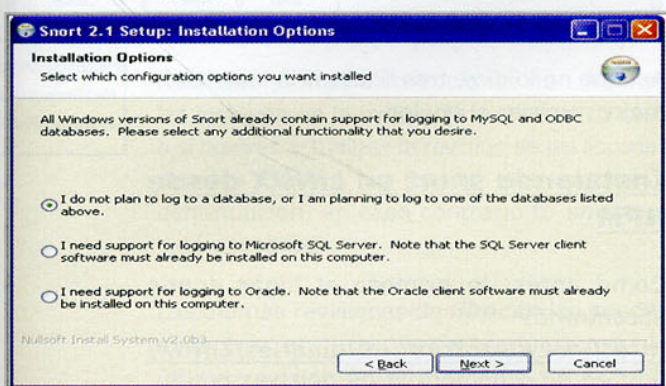 Snort 2.1 Setup: Installation Options
Installation Options
Select which configuration options you want installed
All Windows versions of Snort already contain support for logging to MySQL and ODBC
databases. Please select any additional functionality that you desire.
I do not plan to log to a database, or I am planning to log to one of the databases listed
above.
I need support for logging to Microsoft SQL Server. Note that the SQL Server client
software must already be installed on this computer.
I need support for logging to Oracle. Note that the Oracle client software must already
be installed on this computer.
Nullsoft Install System v2.0b3
< Back
Next >
Cancel